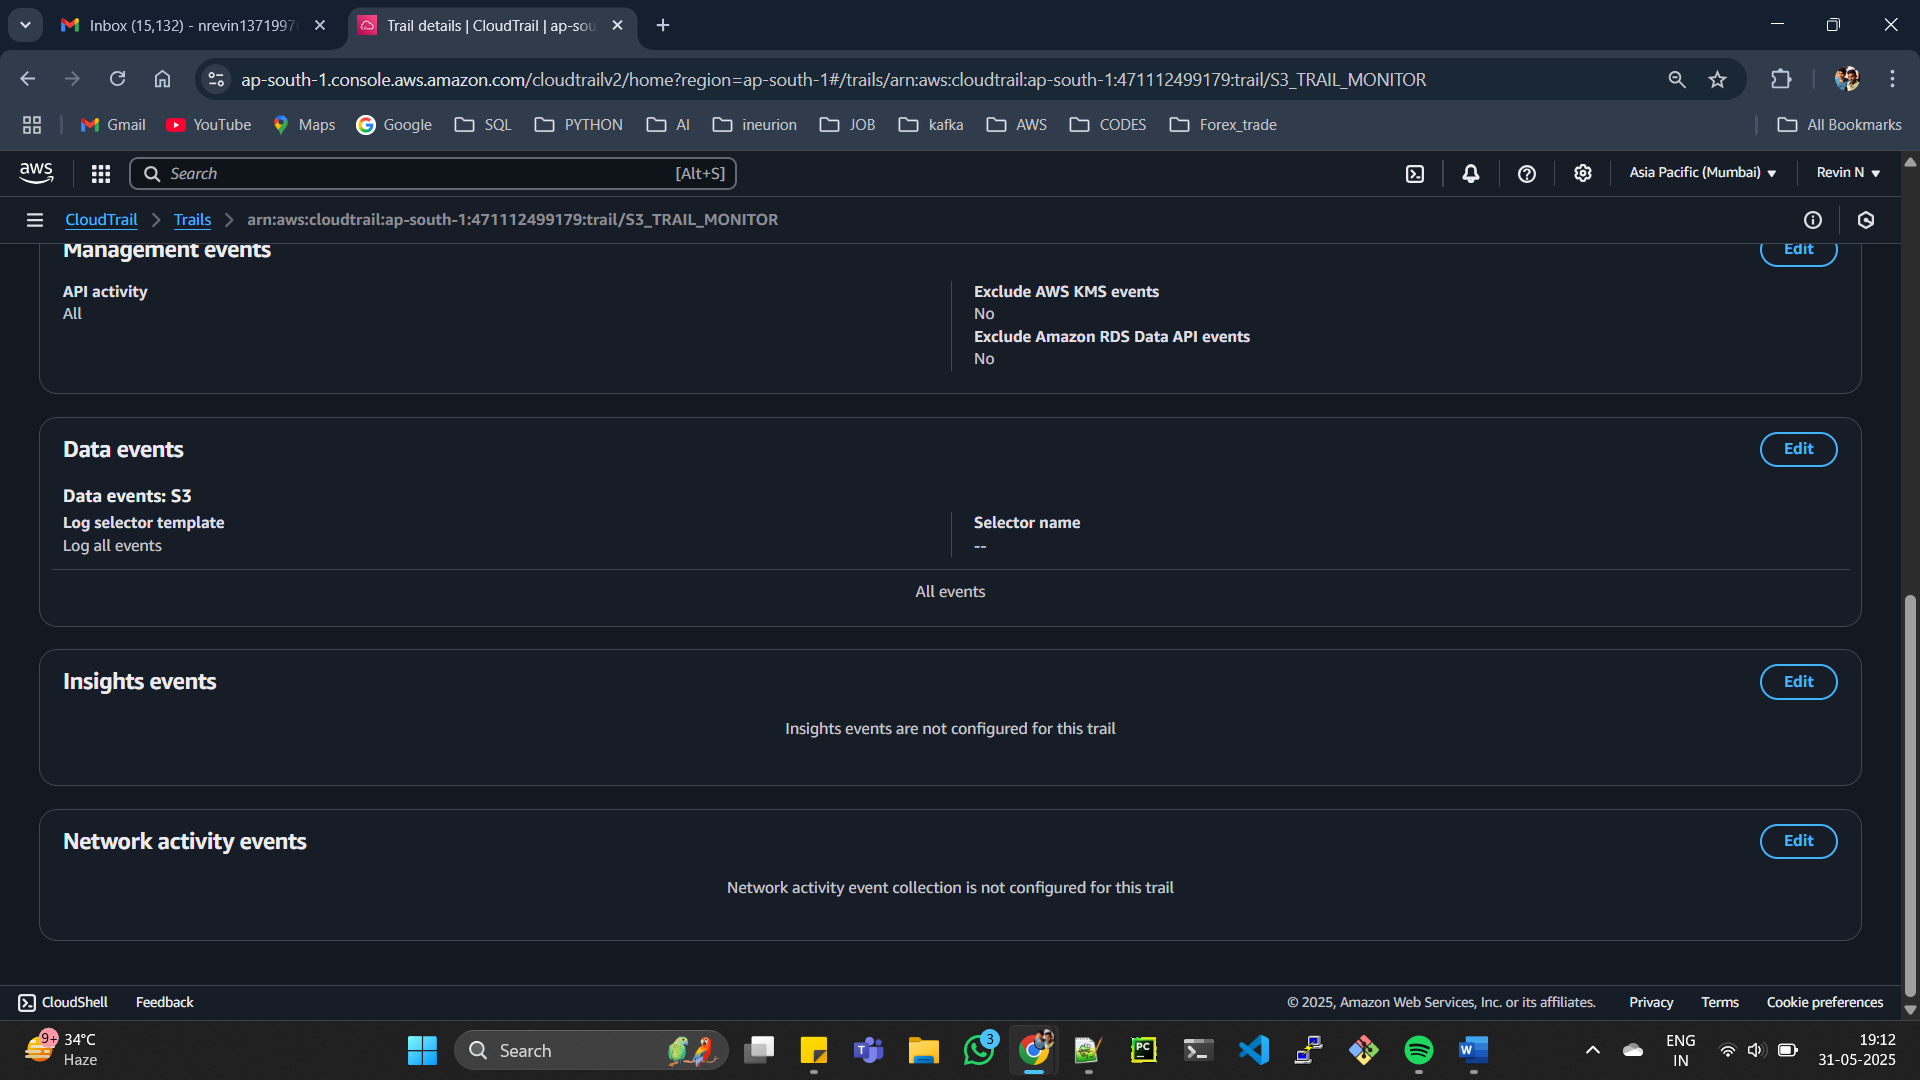 Inbox (15,132) - nrevin1371997
Trail details | CloudTrail | ap-sou
ap-south-1.console.aws.amazon.com/cloudtrailv2/home?region=ap-south-1#/trails/arn:aws:cloudtrail:ap-south-1:471112499179:trail/S3_TRAIL_MONITOR
Gmail YouTube Maps Google SQL PYTHON AI ineurion JOB kafka AWS CODES Forex_trade All Bookmarks
aws Search [Alt+S] Asia Pacific (Mumbai) Revin N
CloudTrail Trails arn:aws:cloudtrail:ap-south-1:471112499179:trail/S3_TRAIL_MONITOR
Management events Edit
API activity Exclude AWS KMS events
All No
Exclude Amazon RDS Data API events
No
Data events Edit
Data events: S3
Log selector template Selector name
Log all events --
All events
Insights events Edit
Insights events are not configured for this trail
Network activity events Edit
Network activity event collection is not configured for this trail
CloudShell Feedback © 2025, Amazon Web Services, Inc. or its affiliates. Privacy Terms Cookie preferences
9+ 34°C
Haze
Search
T
3
PC
W
ENG
IN
19:12
31-05-2025